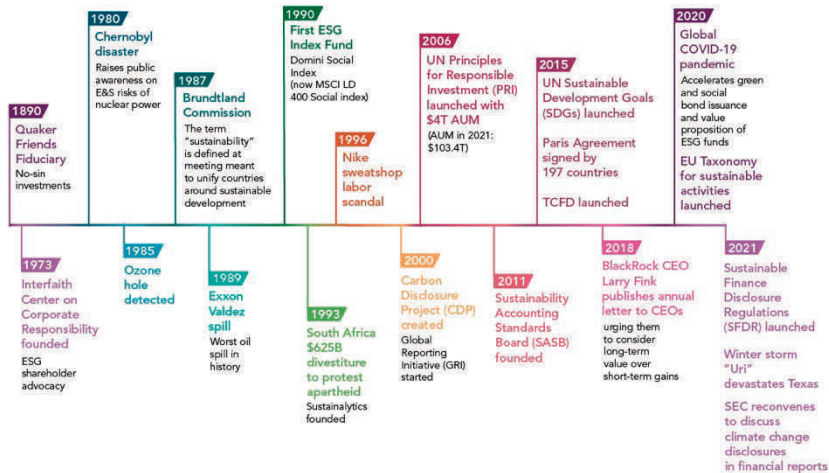 1890
Quaker
Friends
Fiduciary
No-sin
investments
1973
Interfaith
Center on
Corporate
Responsibility
founded
ESG
shareholder
advocacy
1980
Chernobyl
disaster
Raises public
awareness on
E&S risks of
nuclear power
1985
Ozone
hole
detected
1987
Brundtland
Commission
The term
"sustainability"
is defined at
meeting meant
to unify countries
around sustainable
development
1989
Exxon
Valdez
spill
Worst oil
spill in
history
1990
First ESG
Index Fund
Domini Social
Index
(now MSCI LD
400 Social index)
1993
South Africa
$625B
divestiture
to protest
apartheid
Sustainalytics
founded
1996
Nike
sweatshop
labor
scandal
2000
Carbon
Disclosure
Project (CDP)
created
Global
Reporting
Initiative (GRI)
started
2006
UN Principles
for Responsible
Investment (PRI)
launched with
$4T AUM
(AUM in 2021:
$103.4T)
2011
Sustainability
Accounting
Standards
Board (SASB)
founded
2015
UN Sustainable
Development Goals
(SDGs) launched
Paris Agreement
signed by
197 countries
TCFD launched
2018
BlackRock CEO
Larry Fink
publishes annual
letter to CEOs
urging them
to consider
long-term
value over
short-term gains
2020
Global
COVID-19
pandemic
Accelerates green
and social
bond issuance
and value
proposition of
ESG funds
EU Taxonomy
for sustainable
activities
launched
2021
Sustainable
Finance
Disclosure
Regulations
(SFDR) launched
Winter storm
"Uri"
devastates Texas
SEC reconvenes
to discuss
climate change
disclosures
in financial reports